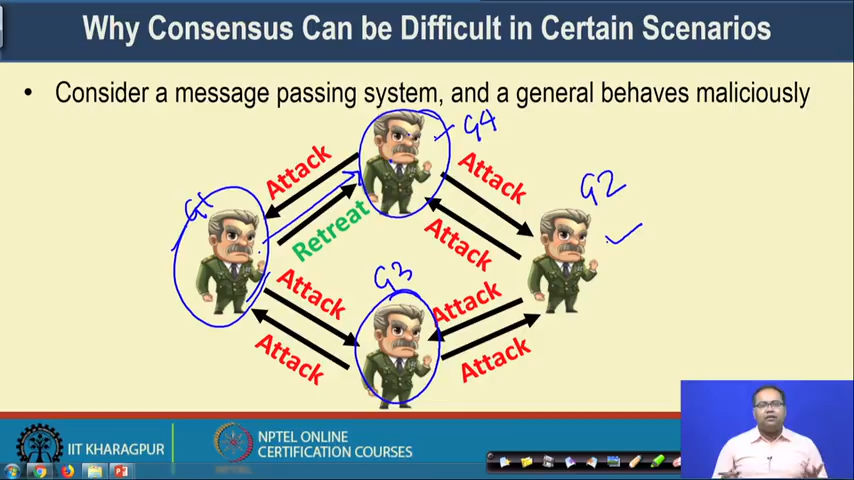 Why Consensus Can be Difficult in Certain Scenarios
• Consider a message passing system, and a general behaves maliciously
G4
Attack
Attack
G2
G1
Retreat
Attack
G3
Attack
Attack
Attack
Attack
IIT KHARAGPUR
NPTEL ONLINE
CERTIFICATION COURSES